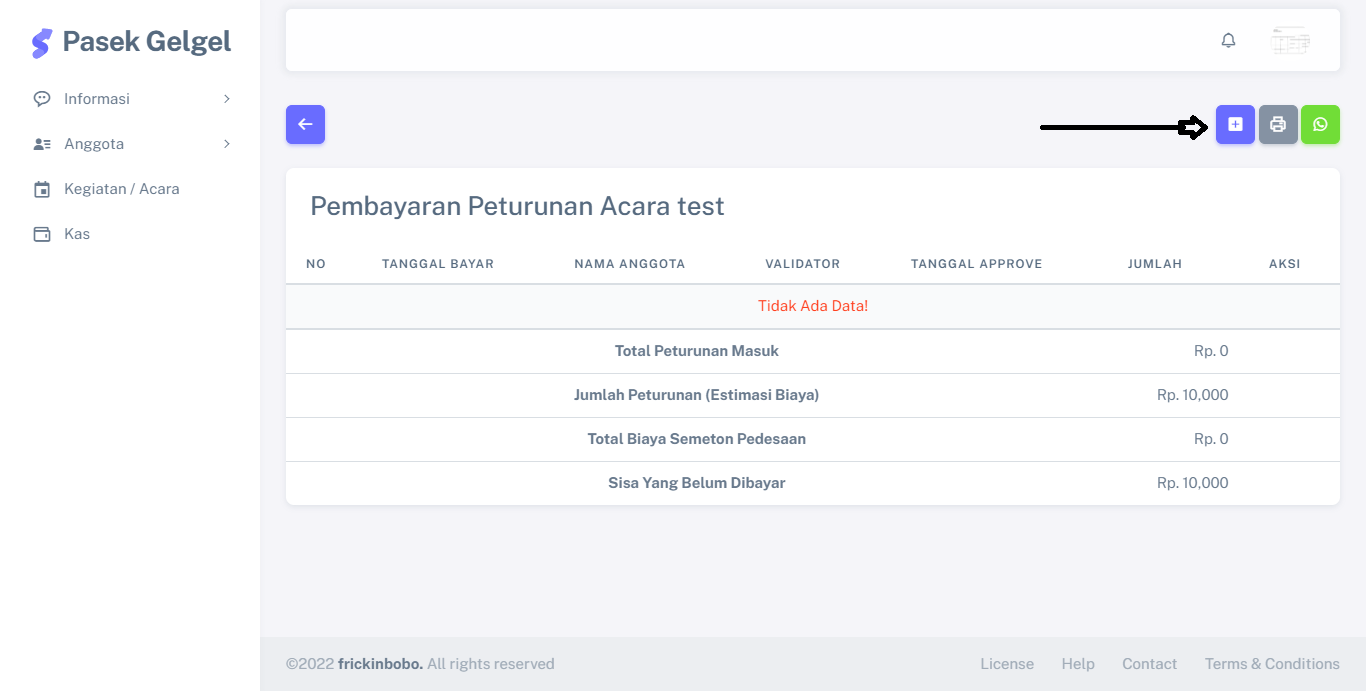 Pasek Gelgel
Informasi
Anggota
Kegiatan / Acara
Kas
Pembayaran Peturunan Acara test
NO TANGGAL BAYAR NAMA ANGGOTA VALIDATOR TANGGAL APPROVE JUMLAH AKSI
Tidak Ada Data!
Total Peturunan Masuk Rp. 0
Jumlah Peturunan (Estimasi Biaya) Rp. 10,000
Total Biaya Semeton Pedesaan Rp. 0
Sisa Yang Belum Dibayar Rp. 10,000
©2022 frickinbobo. All rights reserved License Help Contact Terms & Conditions